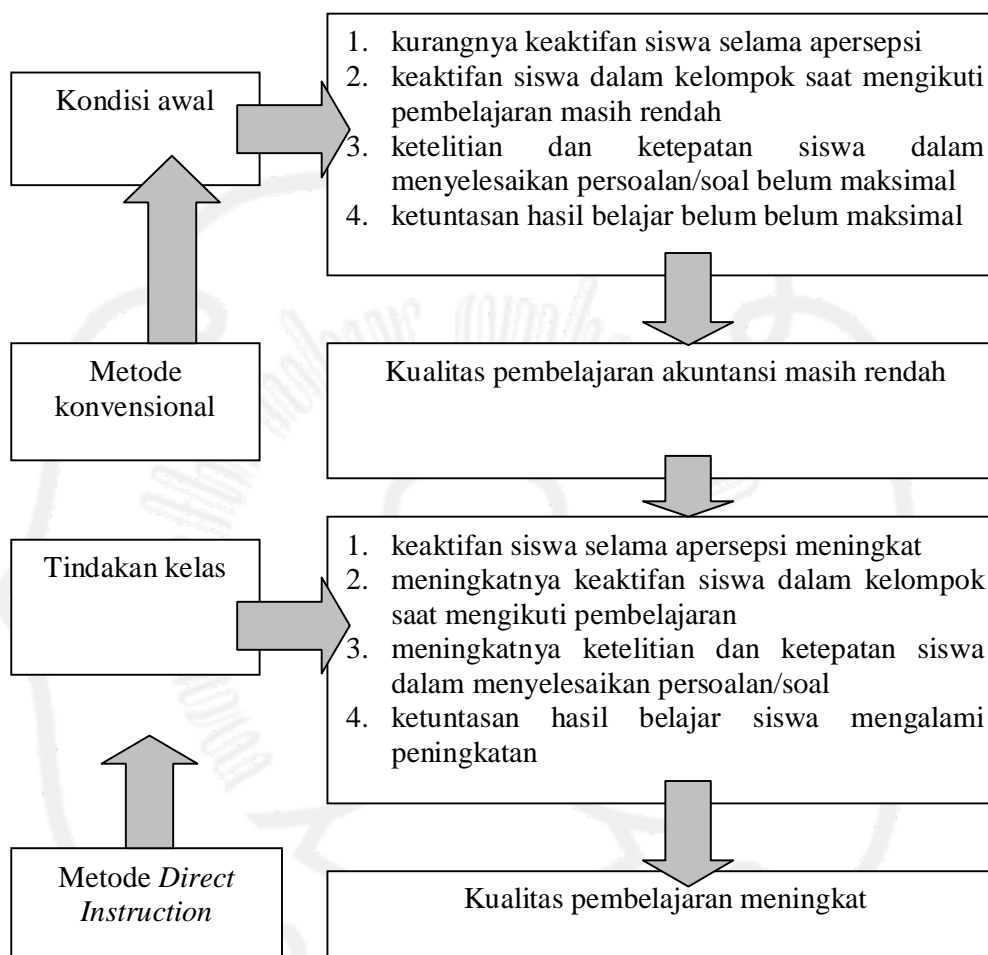 Kondisi awal
1. kurangnya keaktifan siswa selama apersepsi
2. keaktifan siswa dalam kelompok saat mengikuti
pembelajaran masih rendah
3. ketelitian dan ketepatan siswa dalam
menyelesaikan persoalan/soal belum maksimal
4. ketuntasan hasil belajar belum belum maksimal
Metode
konvensional
Kualitas pembelajaran akuntansi masih rendah
Tindakan kelas
1. keaktifan siswa selama apersepsi meningkat
2. meningkatnya keaktifan siswa dalam kelompok
saat mengikuti pembelajaran
3. meningkatnya ketelitian dan ketepatan siswa
dalam menyelesaikan persoalan/soal
4. ketuntasan hasil belajar siswa mengalami
peningkatan
Metode Direct
Instruction
Kualitas pembelajaran meningkat